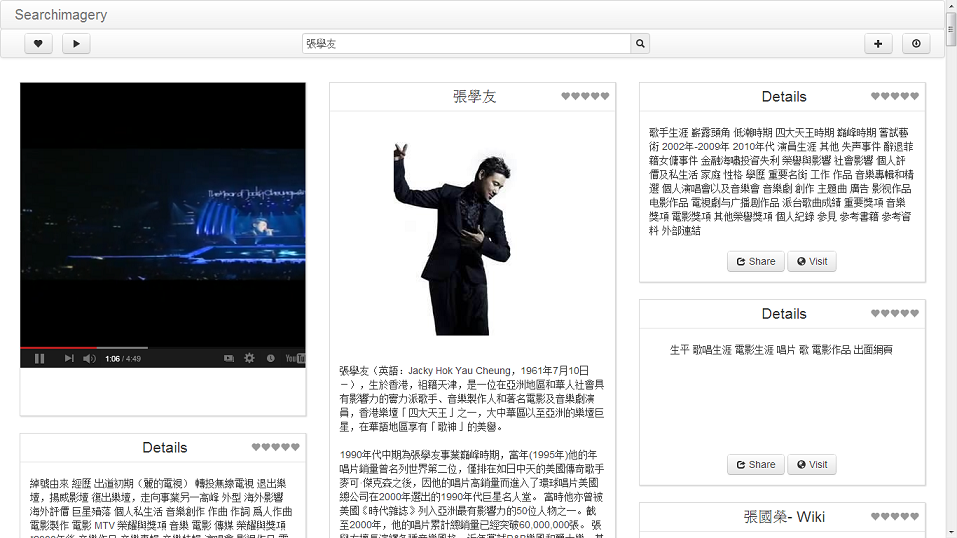 Searchimagery
張學友
The Year of Jacky Cheung
1:06 / 4:49
YouTu
Details
綽號由來 經歷 出道初期（麗的電視） 轉投無線電視 退出樂
壇，揚威影壇 復出樂壇，走向事業另一高峰 外型 海外影響
海外評價 巨星殞落 個人私生活 音樂創作 作曲 作詞 爲人作曲
電影製作 電影 MTV 榮耀與獎項 音樂 電影 傳媒 榮耀與獎項
張學友
張學友（英語：Jacky Hok Yau Cheung，1961年7月10日
－），生於香港，祖籍天津，是一位在亞洲地區和華人社會具
有影響力的實力派歌手、音樂製作人和著名電影及音樂劇演
員，香港樂壇「四大天王」之一，大中華區以至亞洲的樂壇巨
星，在華語地區享有「歌神」的美譽。
1990年代中期為張學友事業巔峰時期，當年(1995年)他的年
唱片銷量曾名列世界第二位，僅排在如日中天的美國傳奇歌手
麥可 傑克森之後，因他的唱片高銷量而進入了環球唱片美國
總公司在2000年選出的1990年代巨星名人堂。 當時他亦曾被
美國《時代雜誌》列入亞洲最有影響力的50位人物之一。截
至2000年，他的唱片累計總銷量已經突破60,000,000張。 張
Details
歌手生涯 嶄露頭角 低潮時期 四大天王時期 巔峰時期 嘗試藝
術 2002年-2009年 2010年代 演員生涯 其他 失声事件 辭退菲
籍女傭事件 金融海嘯投資失利 榮譽與影響 社會影響 個人評
價及私生活 家庭 性格 學歷 重要名銜 工作 作品 音樂專輯和精
選 個人演唱會以及音樂會 音樂劇 創作 主題曲 廣告 影视作品
电影作品 電視劇与广播剧作品 派台歌曲成績 重要獎項 音樂
獎項 電影獎項 其他榮譽獎項 個人紀錄 參見 參考書籍 參考資
料 外部連結
Share Visit
Details
生平 歌唱生涯 電影生涯 唱片 歌 電影作品 出面網頁
Share Visit
張國榮- Wiki